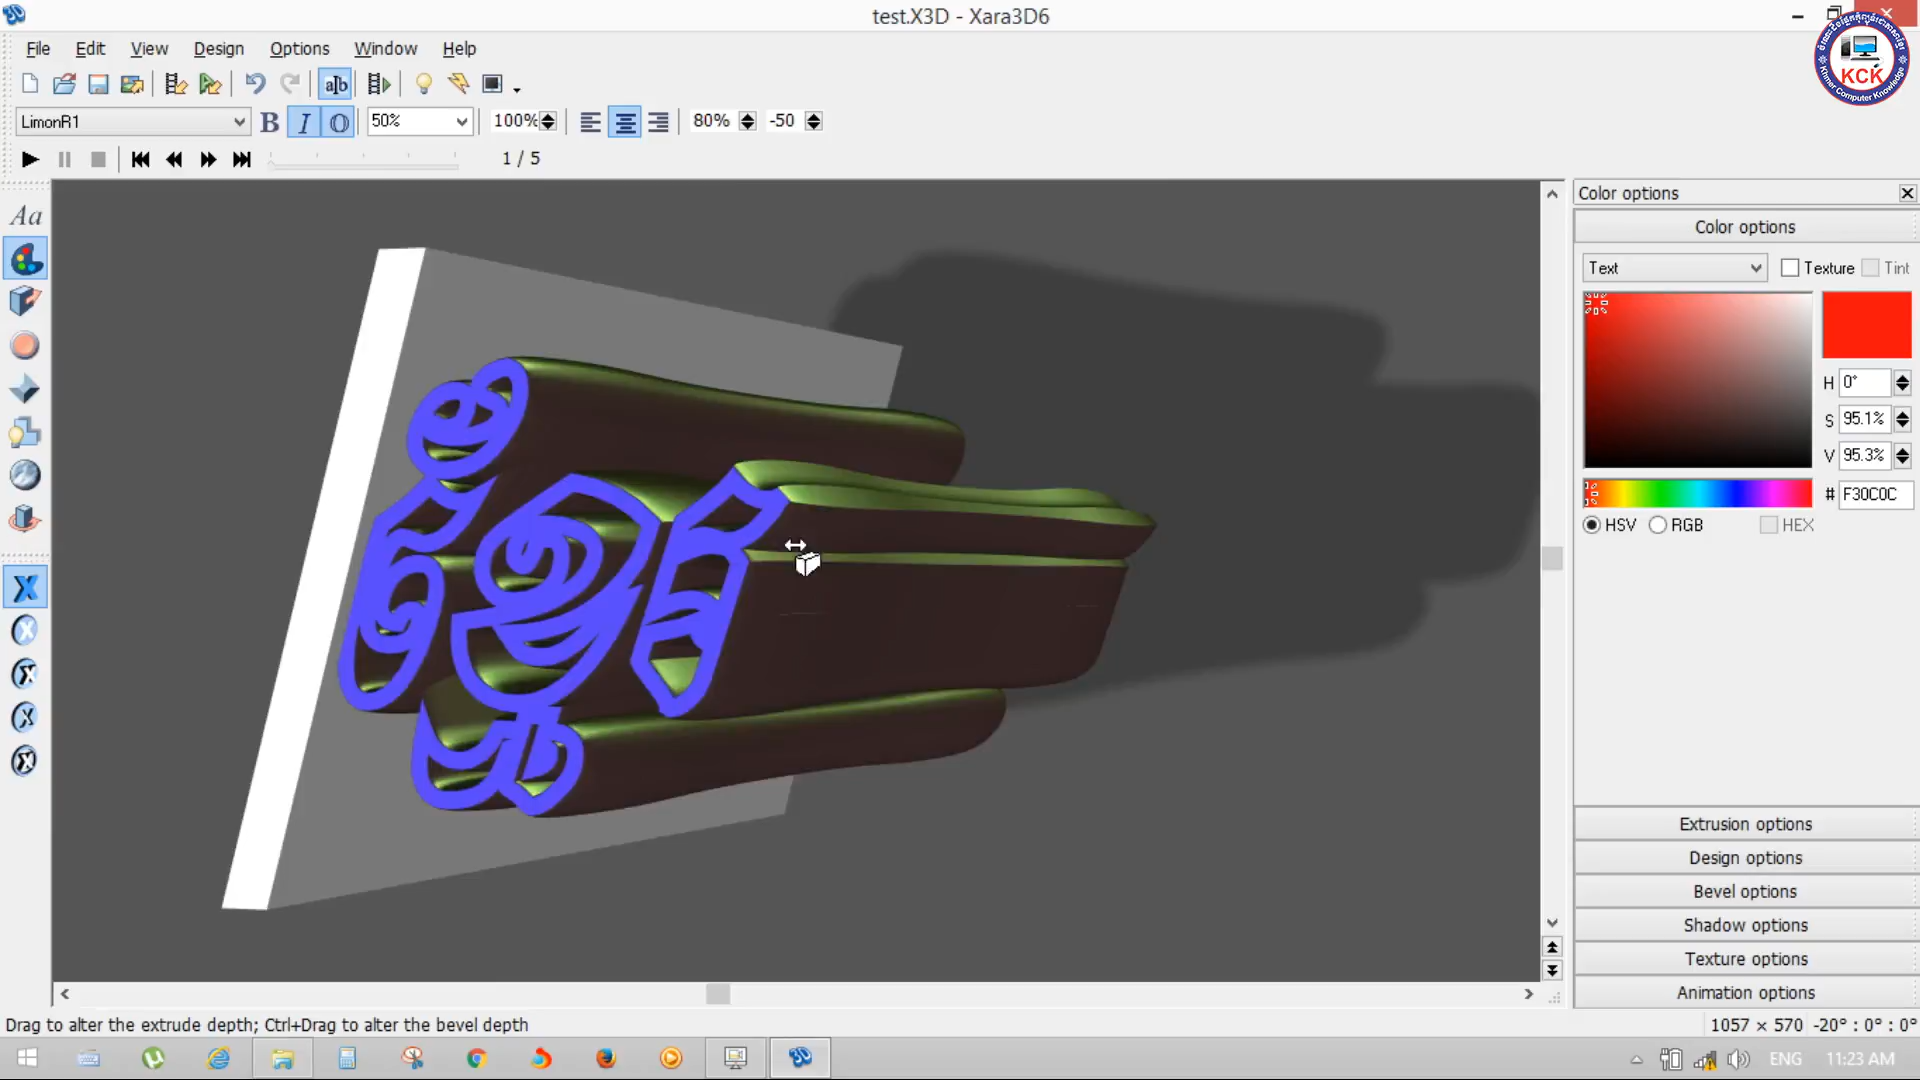 test.X3D - Xara3D6
File Edit View Design Options Window Help
LimonR1 B I O 50% 100% 80% -50
1 / 5
Aa
Color options
Color options
Text Texture Tint
H 0°
S 95.1%
V 95.3%
# F30C0C
HSV RGB HEX
Extrusion options
Design options
Bevel options
Shadow options
Texture options
Animation options
Drag to alter the extrude depth; Ctrl+Drag to alter the bevel depth
1057 × 570 -20° : 0° : 0°
ENG 11:23 AM
KCK
Khmer Computer Knowledge